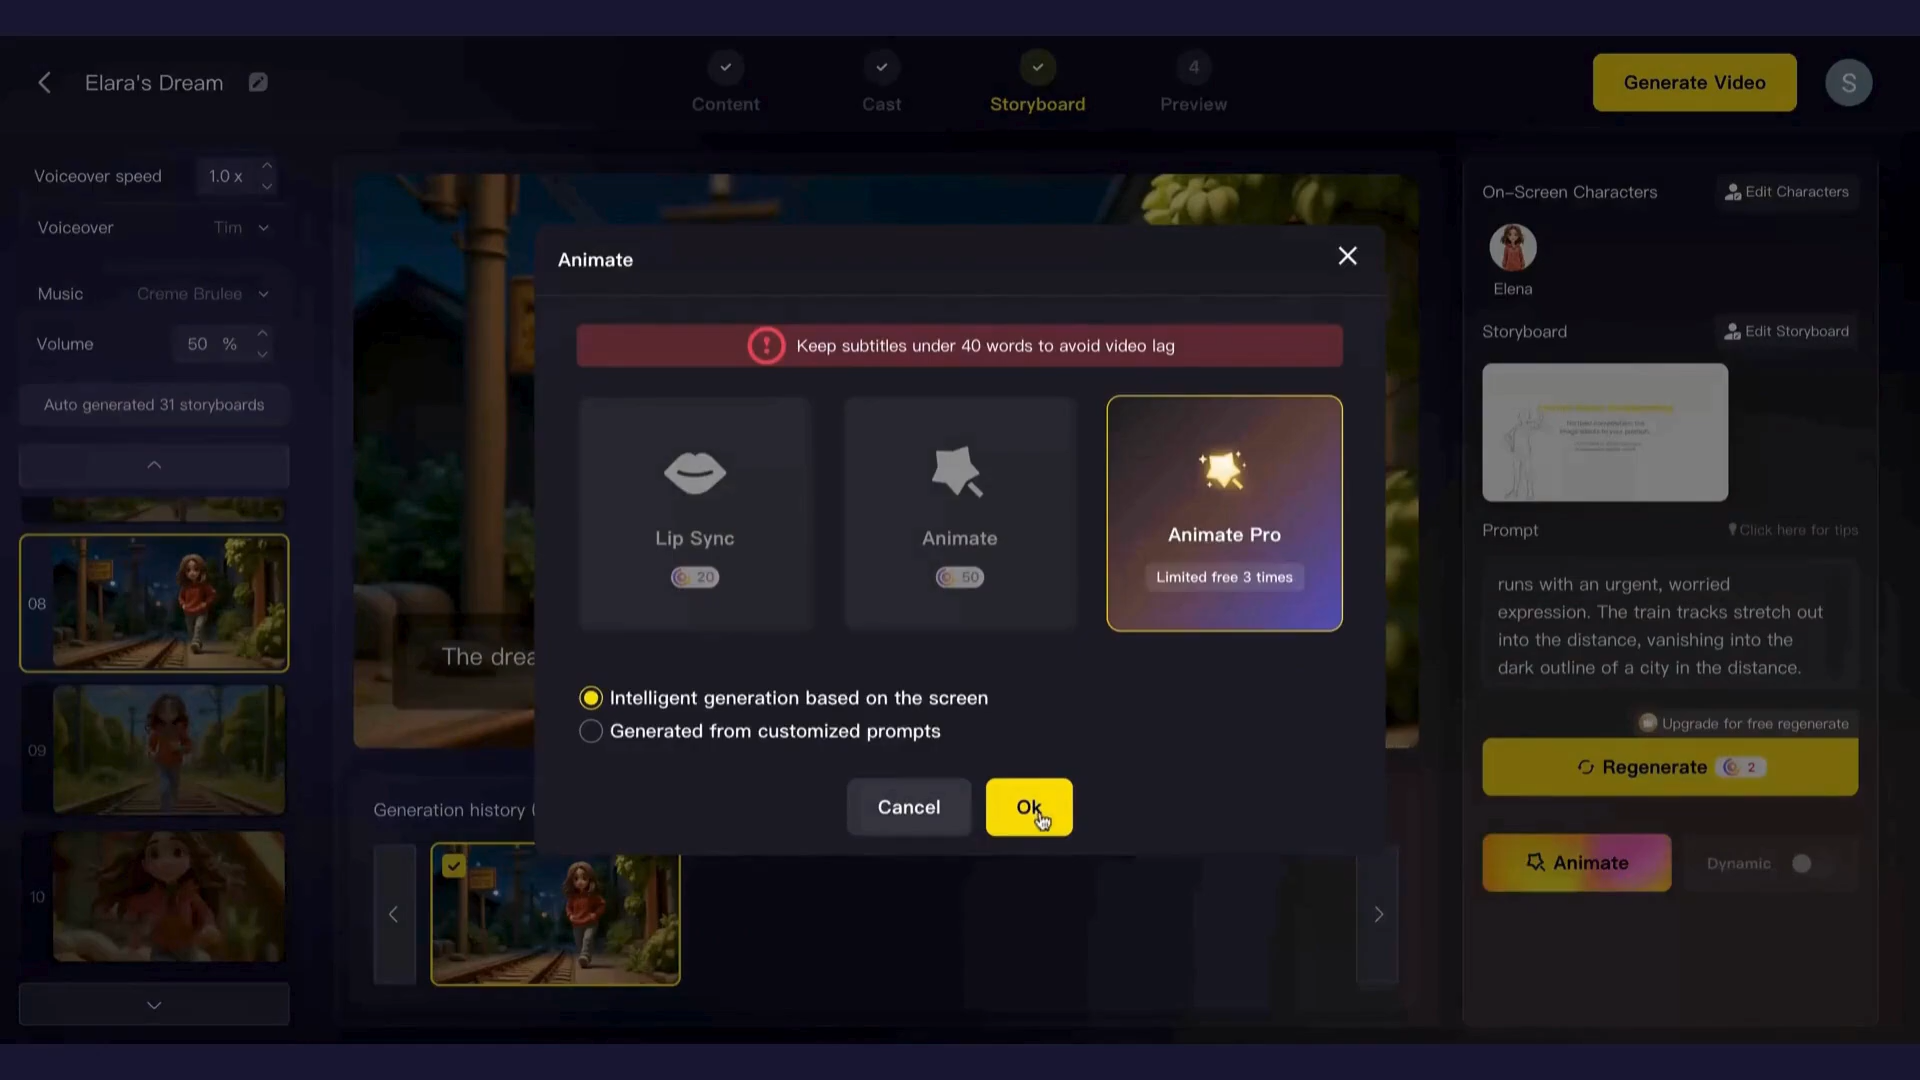 Elara's Dream
Content
Cast
Storyboard
4
Preview
Generate Video
S
Voiceover speed
1.0 x
Voiceover
Tim
Music
Creme Brulee
Volume
50 %
Auto generated 31 storyboards
08
09
10
The drea
Generation history (
Animate
Keep subtitles under 40 words to avoid video lag
Lip Sync
20
Animate
50
Animate Pro
Limited free 3 times
Intelligent generation based on the screen
Generated from customized prompts
Cancel
Ok
On-Screen Characters
Edit Characters
Elena
Storyboard
Edit Storyboard
Prompt
Click here for tips
runs with an urgent, worried
expression. The train tracks stretch out
into the distance, vanishing into the
dark outline of a city in the distance.
Upgrade for free regenerate
Regenerate
2
Animate
Dynamic